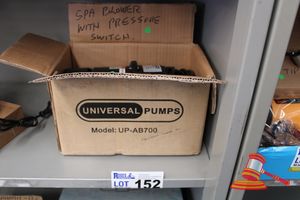 SPA BLOWER
WITH PRESSURE
SWITCH.
UNIVERSAL PUMPS
Model: UP-AB700
LOT 152